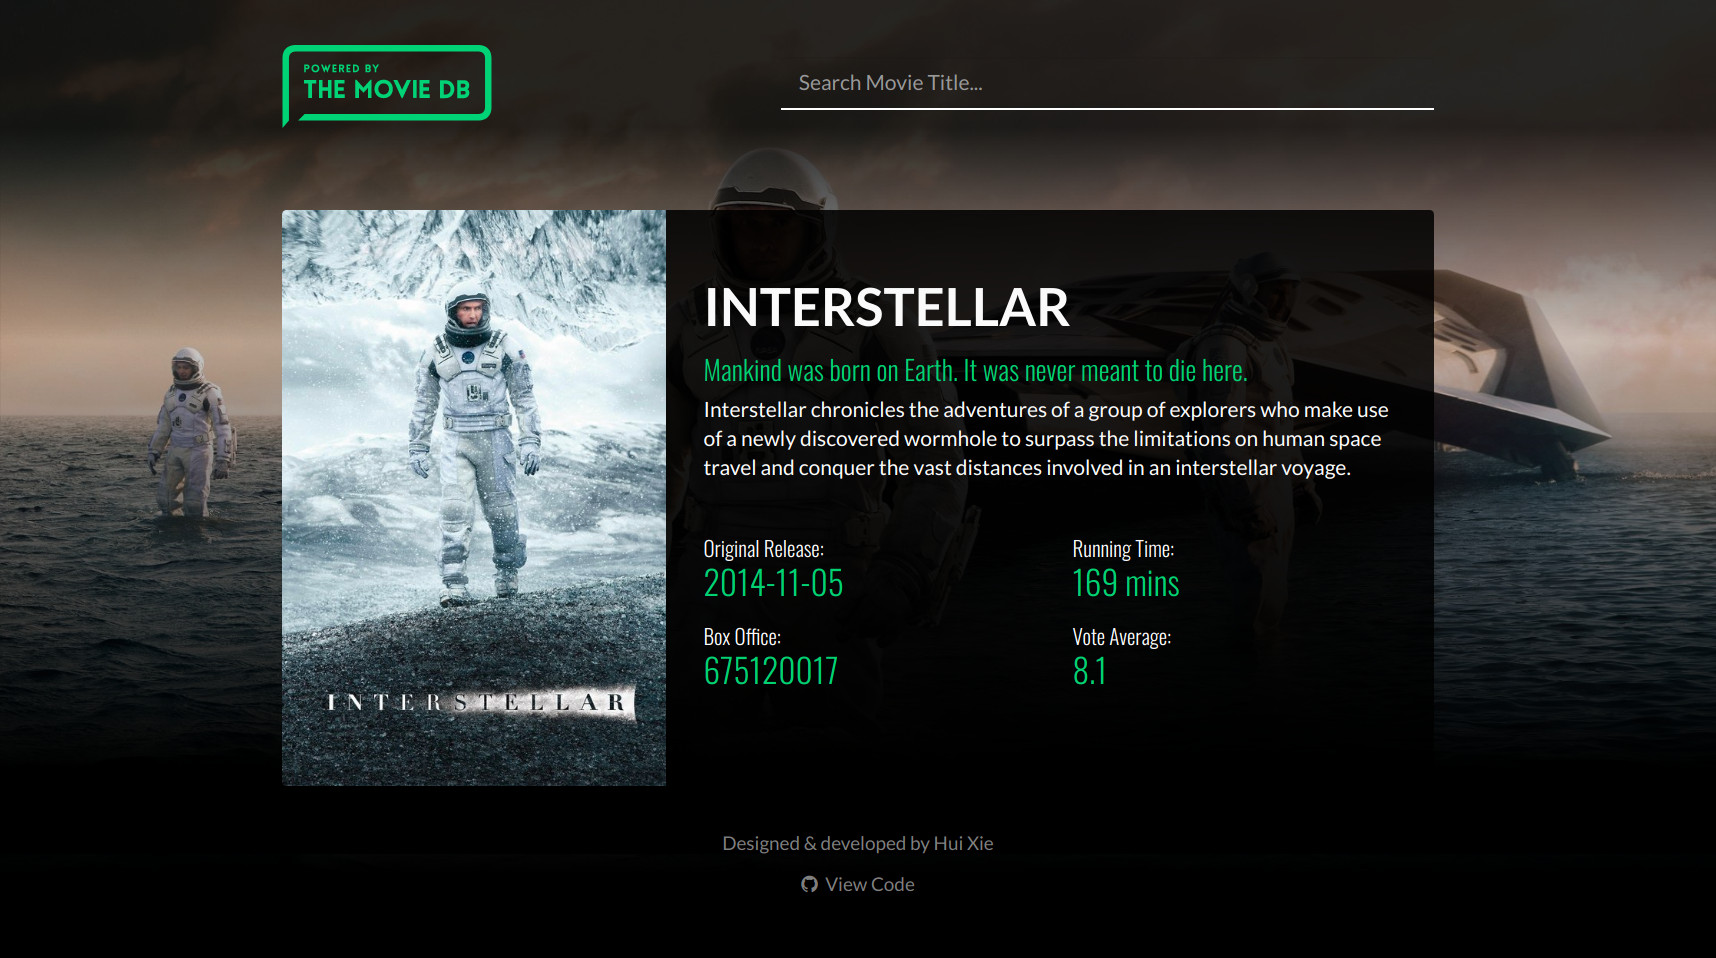 POWERED BY
THE MOVIE DB
Search Movie Title...
INTERSTELLAR
INTERSTELLAR
Mankind was born on Earth. It was never meant to die here.
Interstellar chronicles the adventures of a group of explorers who make use
of a newly discovered wormhole to surpass the limitations on human space
travel and conquer the vast distances involved in an interstellar voyage.
Original Release:
2014-11-05
Running Time:
169 mins
Box Office:
675120017
Vote Average:
8.1
Designed & developed by Hui Xie
View Code